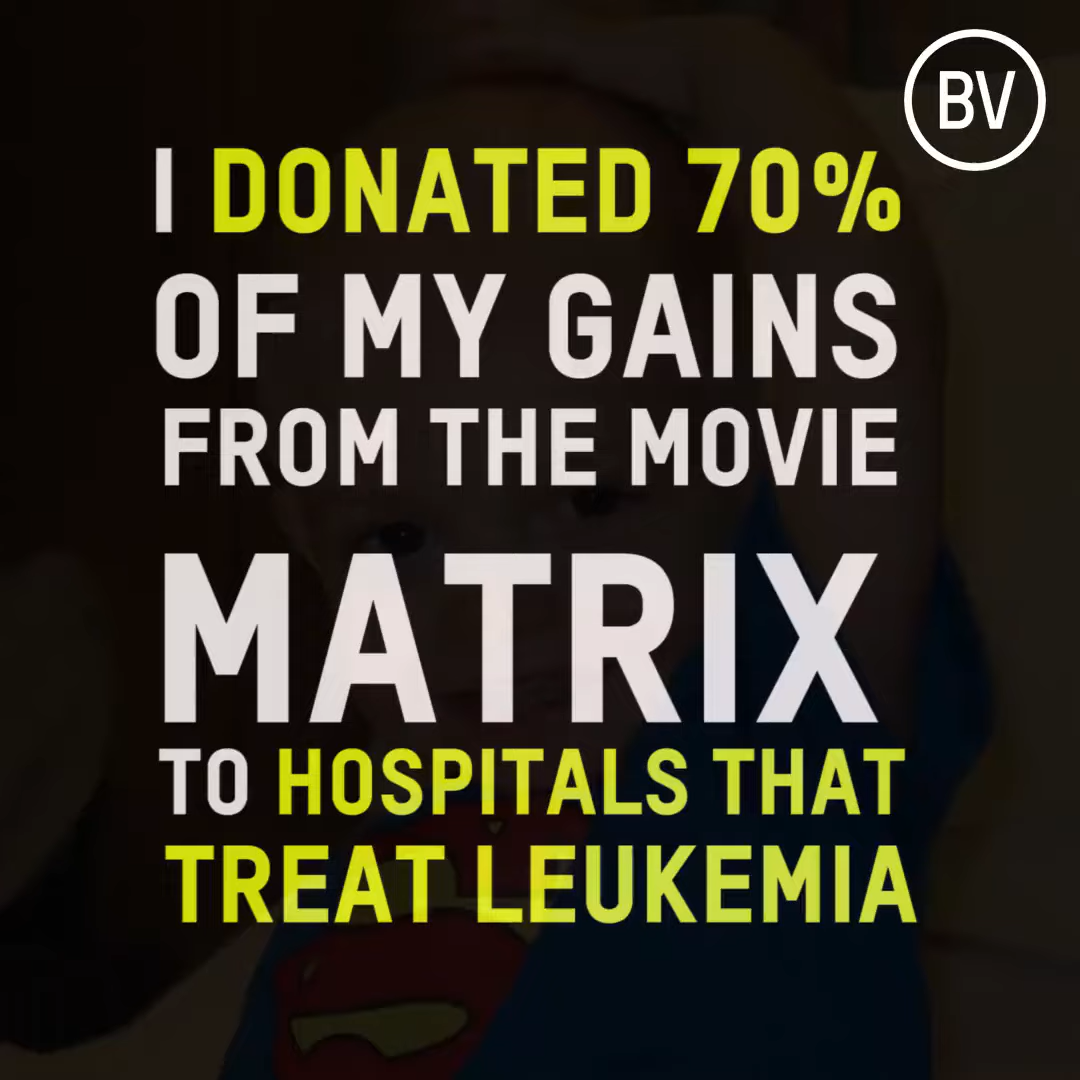 BV
I DONATED 70%
OF MY GAINS
FROM THE MOVIE
MATRIX
TO HOSPITALS THAT
TREAT LEUKEMIA